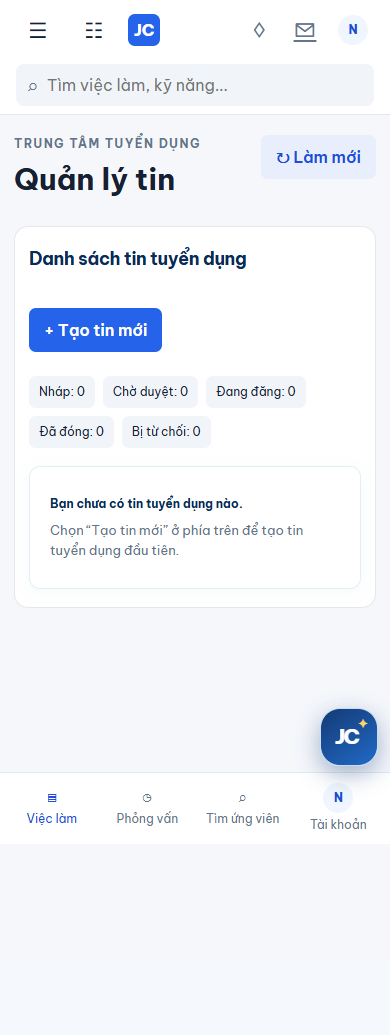 JC
N
Tìm việc làm, kỹ năng...
TRUNG TÂM TUYỂN DỤNG
Quản lý tin
↻ Làm mới
Danh sách tin tuyển dụng
+ Tạo tin mới
Nháp: 0
Chờ duyệt: 0
Đang đăng: 0
Đã đóng: 0
Bị từ chối: 0
Bạn chưa có tin tuyển dụng nào.
Chọn “Tạo tin mới” ở phía trên để tạo tin
tuyển dụng đầu tiên.
JC
Việc làm
Phỏng vấn
Tìm ứng viên
N
Tài khoản